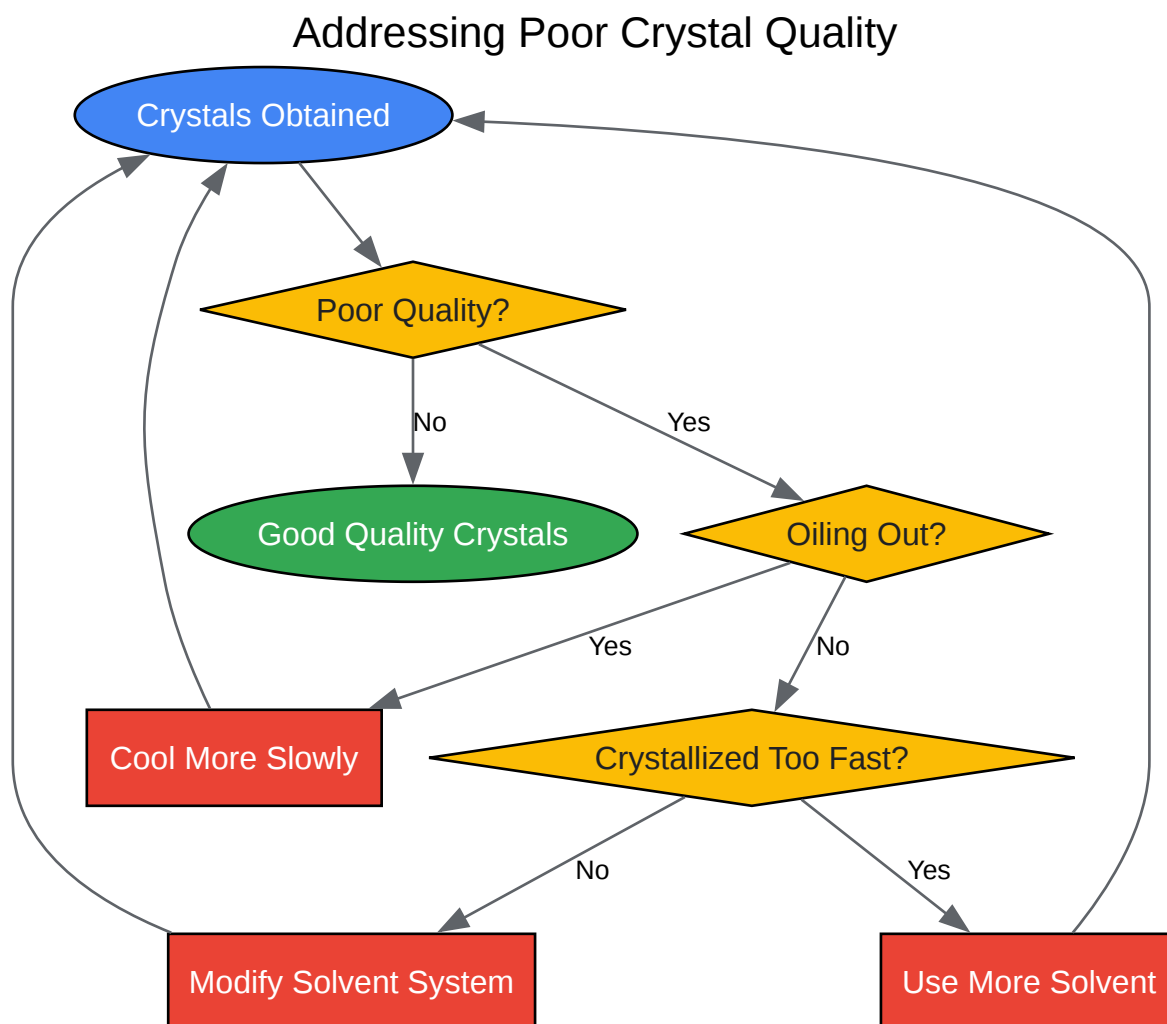 Addressing Poor Crystal Quality
Crystals Obtained
Poor Quality?
No
Yes
Good Quality Crystals
Oiling Out?
Yes
No
Cool More Slowly
Crystallized Too Fast?
No
Yes
Modify Solvent System
Use More Solvent